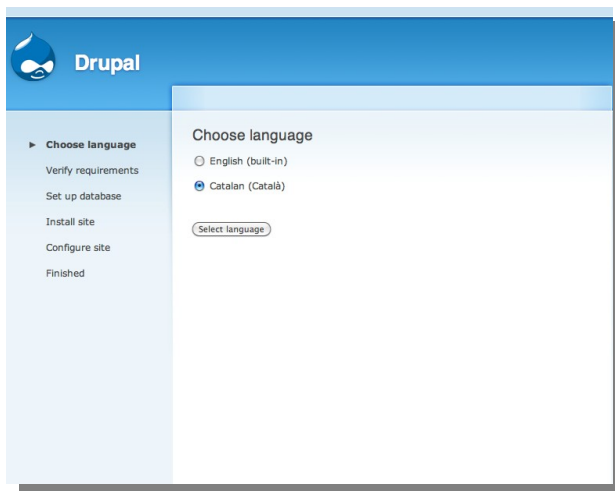 Drupal
Choose language
Verify requirements
Set up database
Install site
Configure site
Finished
Choose language
English (built-in)
Catalan (Català)
Select language